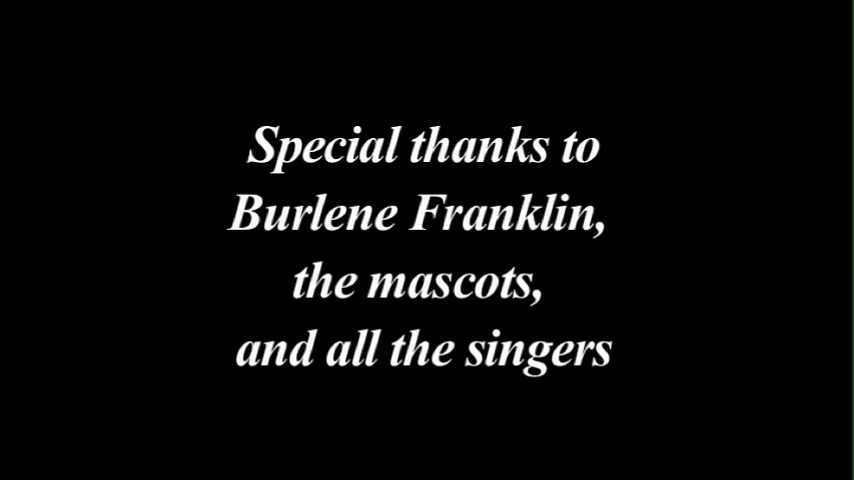 Special thanks to
Burlene Franklin,
the mascots,
and all the singers